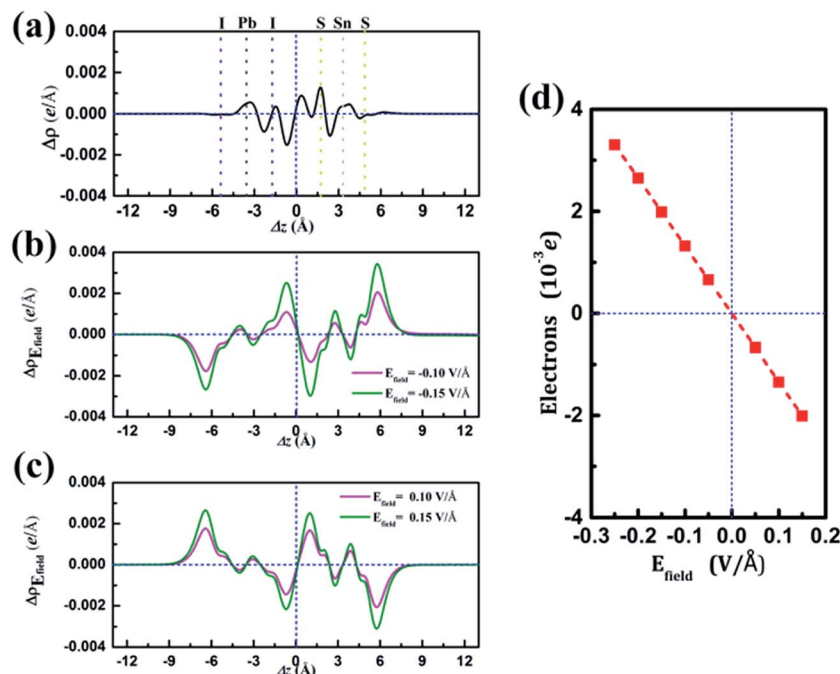 (a)
I Pb I S Sn S
0.004
0.002
0.000
-0.002
-0.004
Δρ (e/Å)
-12 -9 -6 -3 0 3 6 9 12
Δz (Å)
(b)
0.004
0.002
0.000
-0.002
-0.004
ΔρEfield (e/Å)
Efield= -0.10 V/Å
Efield= -0.15 V/Å
-12 -9 -6 -3 0 3 6 9 12
Δz (Å)
(c)
0.004
0.002
0.000
-0.002
-0.004
ΔρEfield (e/Å)
Efield= 0.10 V/Å
Efield= 0.15 V/Å
-12 -9 -6 -3 0 3 6 9 12
Δz (Å)
(d)
4
2
0
-2
-4
Electrons (10⁻³e)
-0.3 -0.2 -0.1 0.0 0.1 0.2
Efield (V/Å)